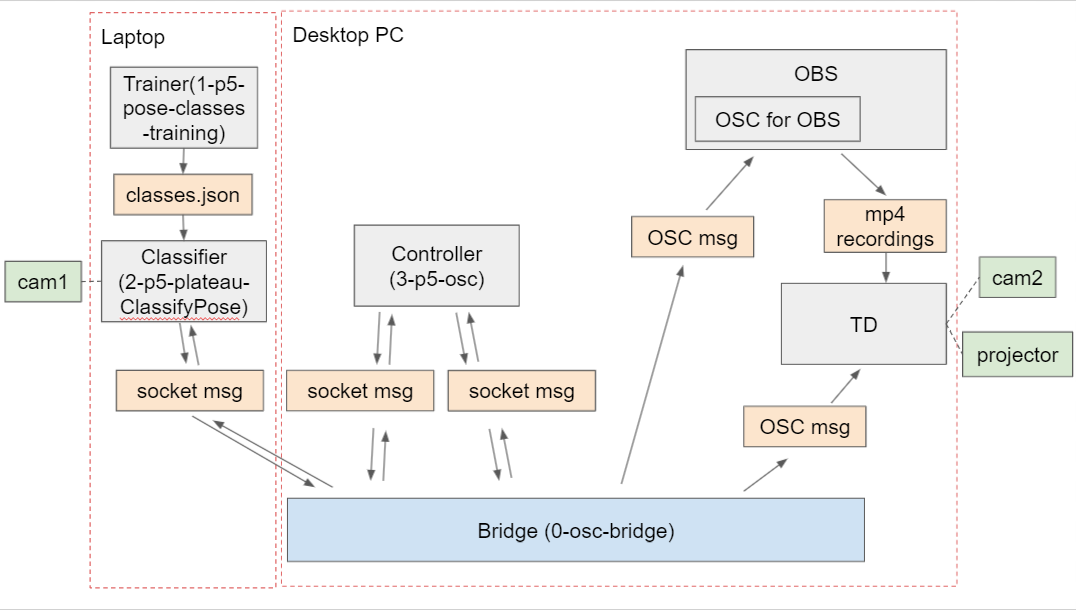 Laptop
Trainer(1-p5-
pose-classes
-training)
classes.json
Classifier
(2-p5-plateau-
ClassifyPose)
cam1
socket msg
Desktop PC
OBS
OSC for OBS
OSC msg
mp4
recordings
Controller
(3-p5-osc)
cam2
TD
projector
socket msg
socket msg
OSC msg
Bridge (0-osc-bridge)